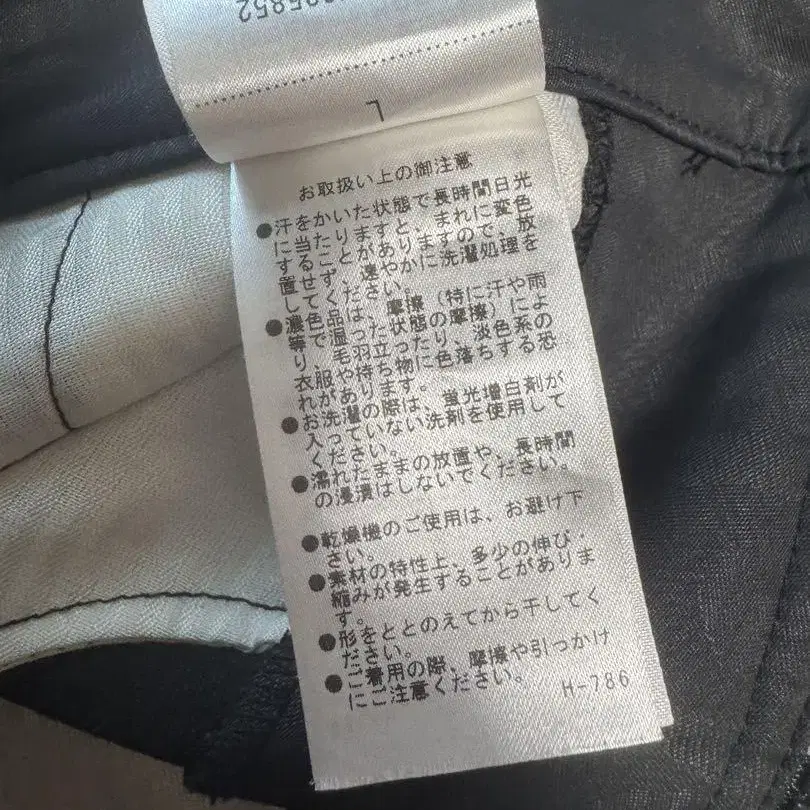 25852
L
お取扱い上の御注意
●汗をかいた状態で長時間日光
に当たりますと、まれに変色
することがありますので、放
置せず、速やかに洗濯処理を
してください。
●濃色品は、摩擦（特に汗や雨
等で湿った状態の摩擦）によ
り、毛羽立ったり、淡色系の
衣服や持ち物に色落ちする恐
れがあります。
●お洗濯の際は、蛍光増白剤が
入っていない洗剤を使用して
ください。
●濡れたままの放置や、長時間
の浸漬はしないでください。
●乾燥機のご使用は、お避け下
さい。
●素材の特性上、多少の伸び・
縮みが発生することがありま
す。
●形をととのえてから干してく
ださい。
●ご着用の際、摩擦や引っかけ
にご注意ください。
H-786